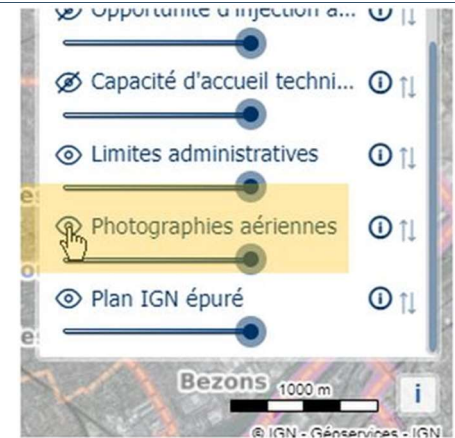 Opportunité d'injection a...
Capacité d'accueil techni...
Limites administratives
Photographies aériennes
Plan IGN épuré
Bezons
1000 m
i
© IGN - Géoservices - IGN